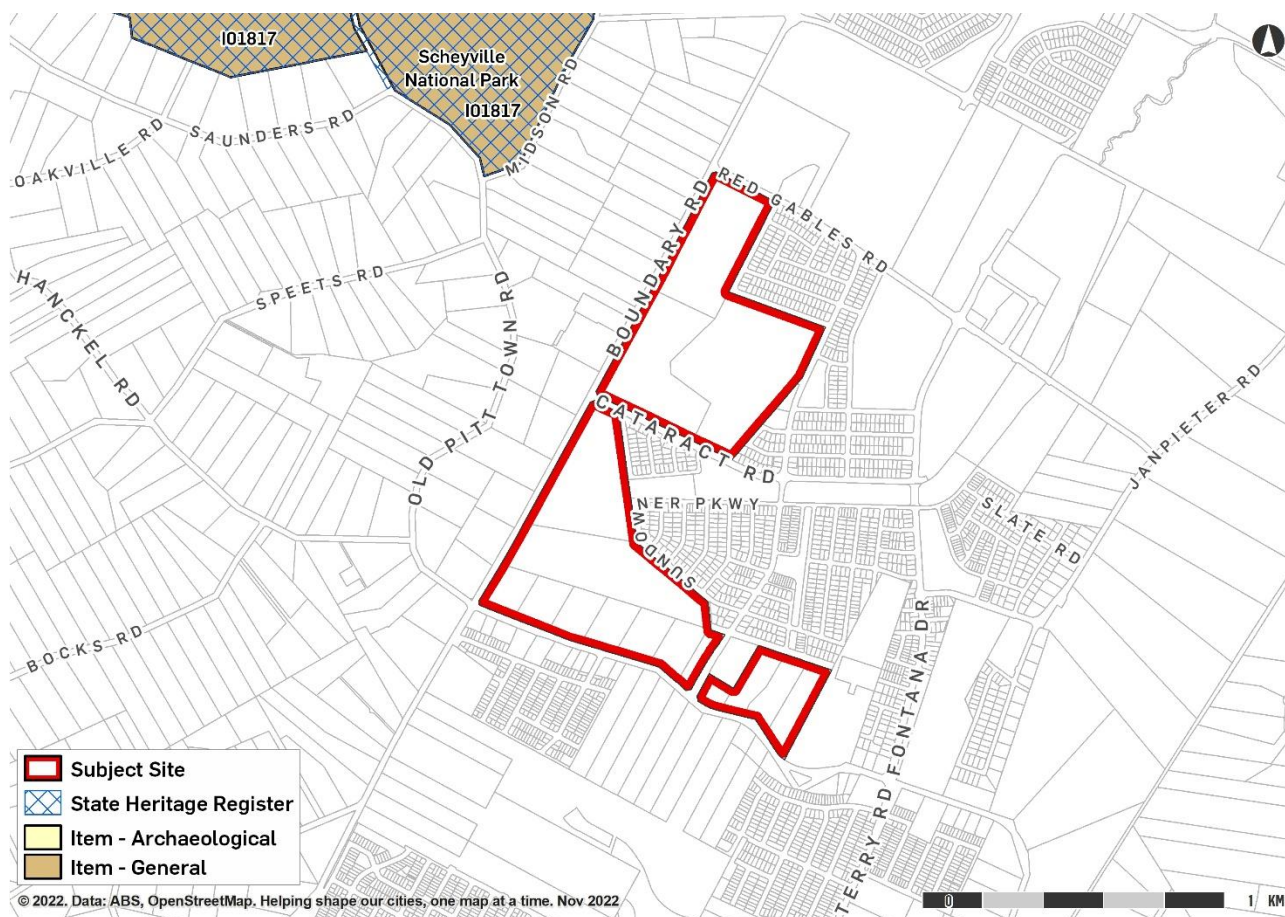 I01817
Scheyville
National Park
I01817
MIDSON RD
SAUNDERS RD
OAKVILLE RD
RED GABLES RD
BOUNDARY RD
SPEETS RD
HANCKEL RD
OLD PITT TOWN RD
JANPIETER RD
CATARACT RD
SUNDOWNER PKWY
SLATE RD
BOCKS RD
FONTANA DR
TERRY RD
Subject Site
State Heritage Register
Item - Archaeological
Item - General
© 2022. Data: ABS, OpenStreetMap. Helping shape our cities, one map at a time. Nov 2022
0 1 KM